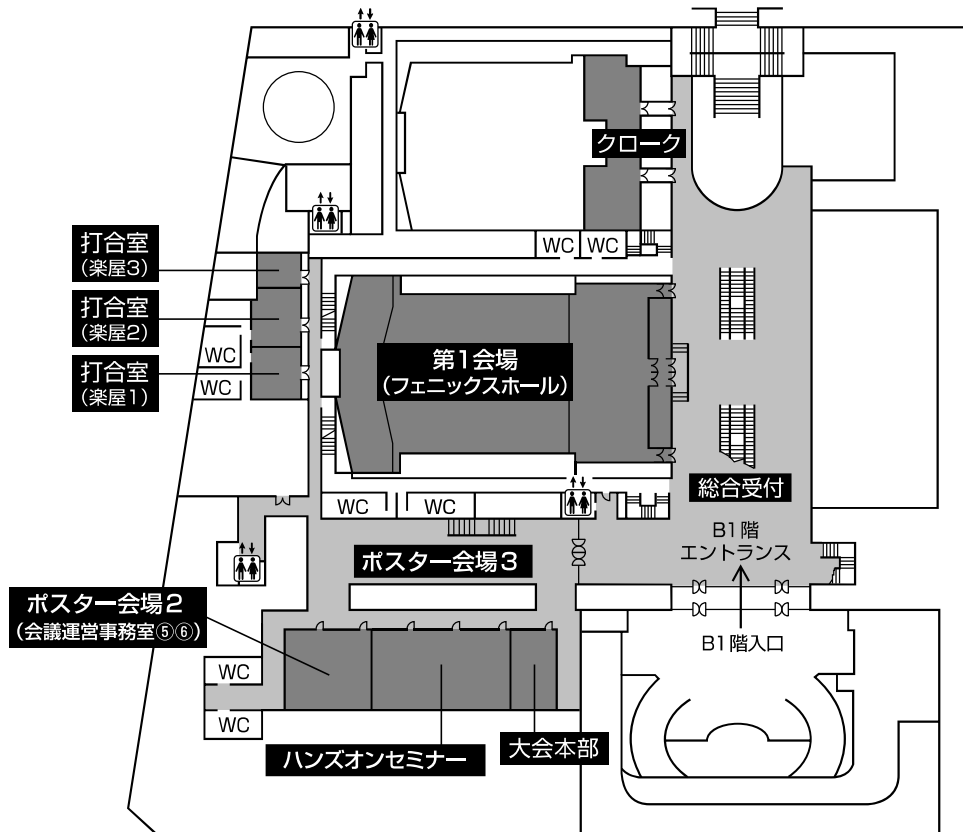 クローク
WC
WC
打合室
（楽屋3）
打合室
（楽屋2）
打合室
（楽屋1）
WC
WC
第1会場
（フェニックスホール）
総合受付
WC
WC
B1階
エントランス
ポスター会場3
ポスター会場2
（会議運営事務室⑤⑥）
B1階入口
WC
WC
ハンズオンセミナー
大会本部